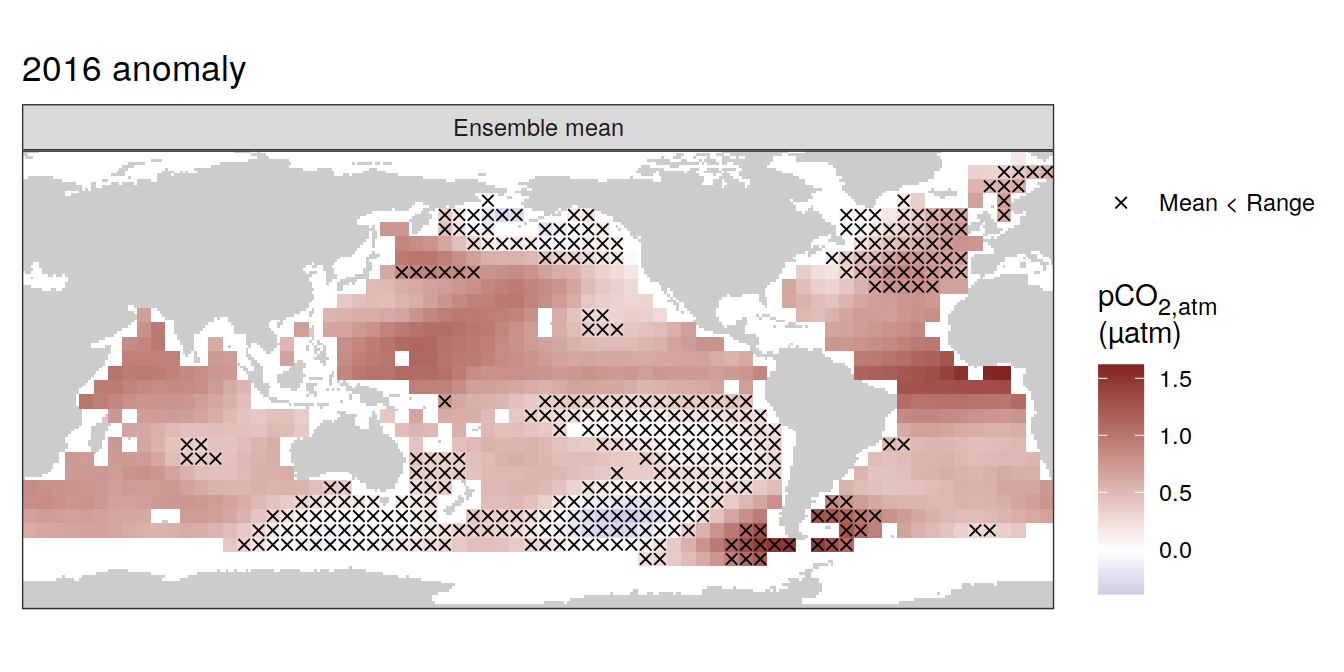 2016 anomaly
Ensemble mean
Mean < Range
pCO2,atm
(µatm)
1.5
1.0
0.5
0.0